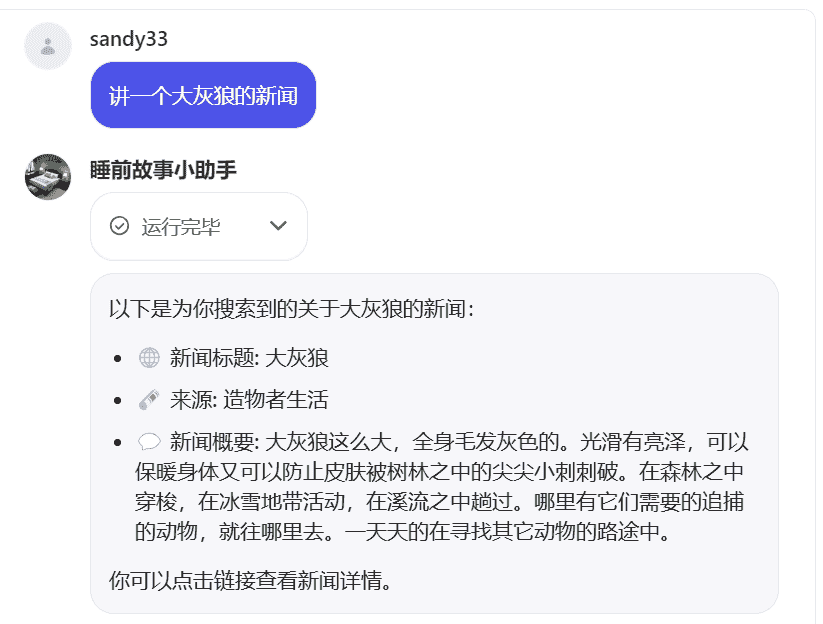 sandy33
讲一个大灰狼的新闻
睡前故事小助手
运行完毕
以下是为你搜索到的关于大灰狼的新闻：
新闻标题: 大灰狼
来源: 造物者生活
新闻概要: 大灰狼这么大，全身毛发灰色的。光滑有亮泽，可以
保暖身体又可以防止皮肤被树林之中的尖尖小刺刺破。在森林之中
穿梭，在冰雪地带活动，在溪流之中趟过。哪里有它们需要的追捕
的动物，就往哪里去。一天天的在寻找其它动物的路途中。
你可以点击链接查看新闻详情。